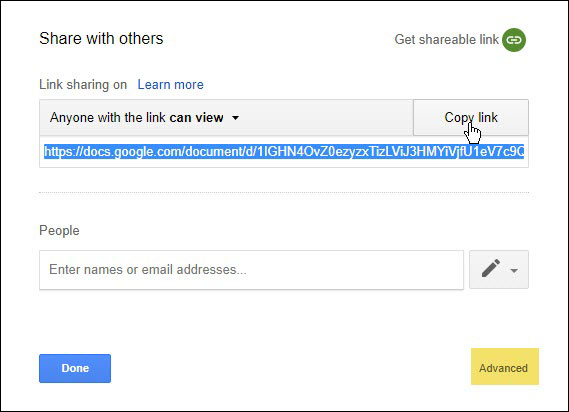 Share with others
Get shareable link
Link sharing on Learn more
Anyone with the link can view
Copy link
https://docs.google.com/document/d/1IGHN4OvZ0ezyzxTizLViJ3HMYiVjfU1eV7c9Q
People
Enter names or email addresses...
Done
Advanced